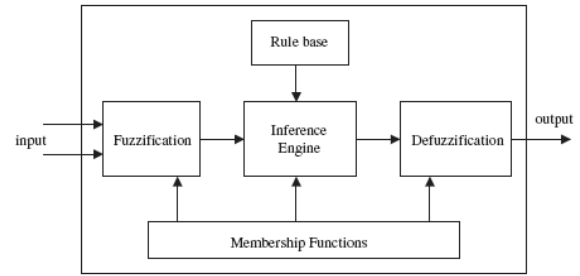 Rule base
input
Fuzzification
Inference
Engine
Defuzzification
output
Membership Functions